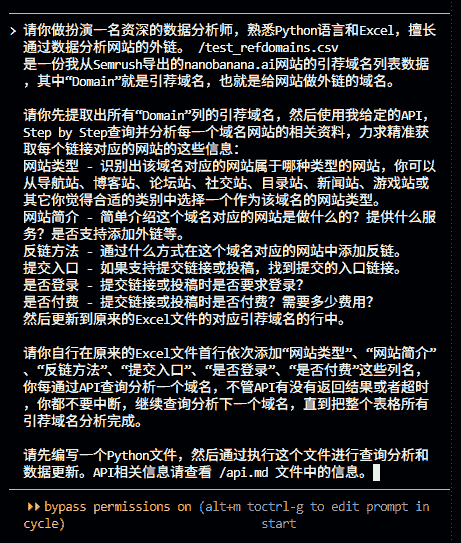 > 请你做扮演一名资深的数据分析师，熟悉Python语言和Excel，擅长
通过数据分析网站的外链。 /test_refdomains.csv
是一份我从Semrush导出的nanobanana.ai网站的引荐域名列表数据
，其中“Domain”就是引荐域名，也就是给网站做外链的域名。
请你先提取出所有“Domain”列的引荐域名，然后使用我给定的API，
Step by Step查询并分析每一个域名网站的相关资料，力求精准获
取每个链接对应的网站的这些信息：
网站类型 - 识别出该域名对应的网站属于哪种类型的网站，你可以
从导航站、博客站、论坛站、社交站、目录站、新闻站、游戏站或
其它你觉得合适的类别中选择一个作为该域名的网站类型。
网站简介 - 简单介绍这个域名对应的网站是做什么的？提供什么服
务？是否支持添加外链等。
反链方法 - 通过什么方式在这个域名对应的网站中添加反链。
提交入口 - 如果支持提交链接或投稿，找到提交的入口链接。
是否登录 - 提交链接或投稿时是否要求登录？
是否付费 - 提交链接或投稿时是否付费？需要多少费用？
然后更新到原来的Excel文件的对应引荐域名的行中。
请你自行在原来的Excel文件首行依次添加“网站类型”、“网站简介”
、“反链方法”、“提交入口”、“是否登录”、“是否付费”这些列名，
你每通过API查询分析一个域名，不管API有没有返回结果或者超时
，你都不要中断，继续查询分析下一个域名，直到把整个表格所有
引荐域名分析完成。
请先编写一个Python文件，然后通过执行这个文件进行查询分析和
数据更新。API相关信息请查看 /api.md 文件中的信息。
⏵⏵ bypass permissions on (alt+m toctrl-g to edit prompt in
cycle) start